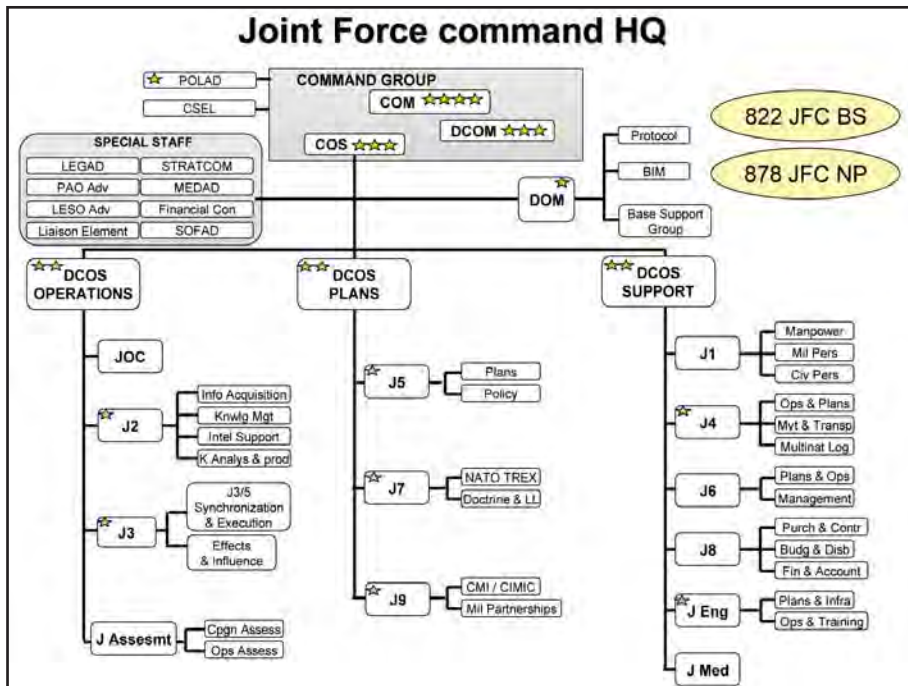 Joint Force command HQ
POLAD
CSEL
COMMAND GROUP
COM
DCOM
COS
822 JFC BS
878 JFC NP
SPECIAL STAFF
LEGAD
STRATCOM
PAO Adv
MEDAD
LESO Adv
Financial Con
Liaison Element
SOFAD
DOM
Protocol
BIM
Base Support
Group
DCOS
OPERATIONS
JOC
J2
Info Acquisition
Knwlg Mgt
Intel Support
K Analys & prod
J3
J3/5
Synchronization
& Execution
Effects
& Influence
J Assesmt
Cpgn Assess
Ops Assess
DCOS
PLANS
J5
Plans
Policy
J7
NATO TREX
Doctrine & LL
J9
CMI / CIMIC
Mil Partnerships
DCOS
SUPPORT
J1
Manpower
Mil Pers
Civ Pers
J4
Ops & Plans
Mvt & Transp
Multinat Log
J6
Plans & Ops
Management
J8
Purch & Contr
Budg & Disb
Fin & Account
J Eng
Plans & Infra
Ops & Training
J Med